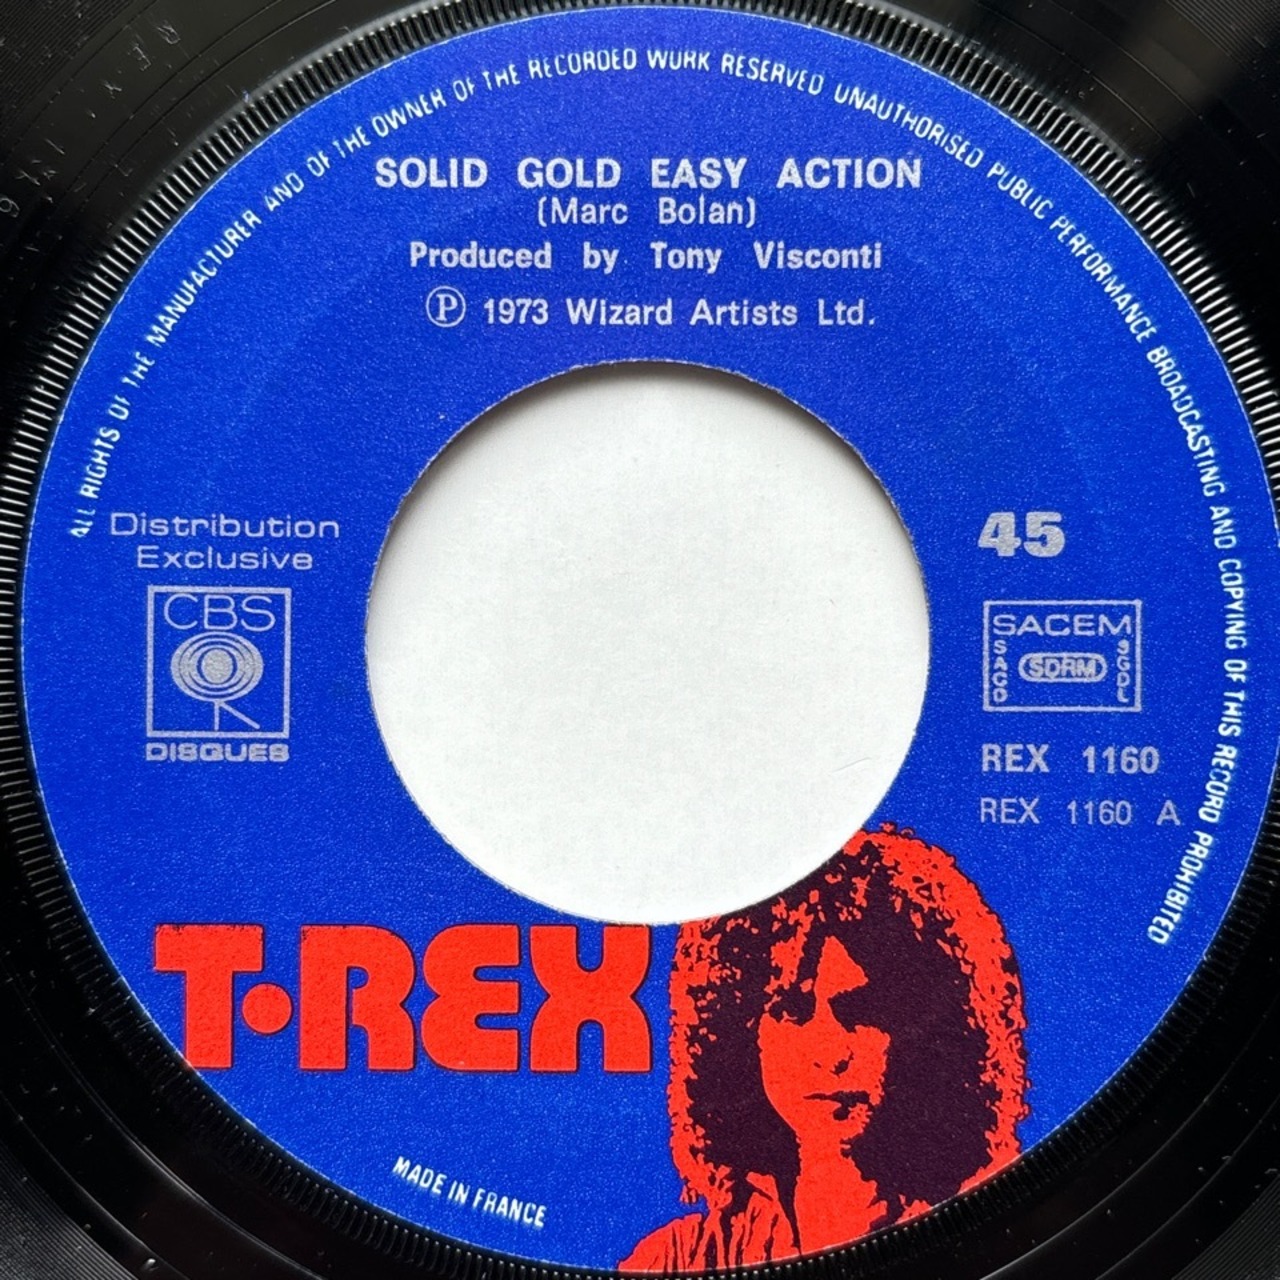 ALL RIGHTS OF THE MANUFACTURER AND OF THE OWNER OF THE RECORDED WORK RESERVED UNAUTHORISED PUBLIC PERFORMANCE BROADCASTING AND COPYING OF THIS RECORD PROHIBITED
SOLID GOLD EASY ACTION
(Marc Bolan)
Produced by Tony Visconti
Ⓟ 1973 Wizard Artists Ltd.
Distribution
Exclusive
CBS
DISQUES
45
SACEM
SACD
SDRM
SGDL
REX 1160
REX 1160 A
T·REX
MADE IN FRANCE